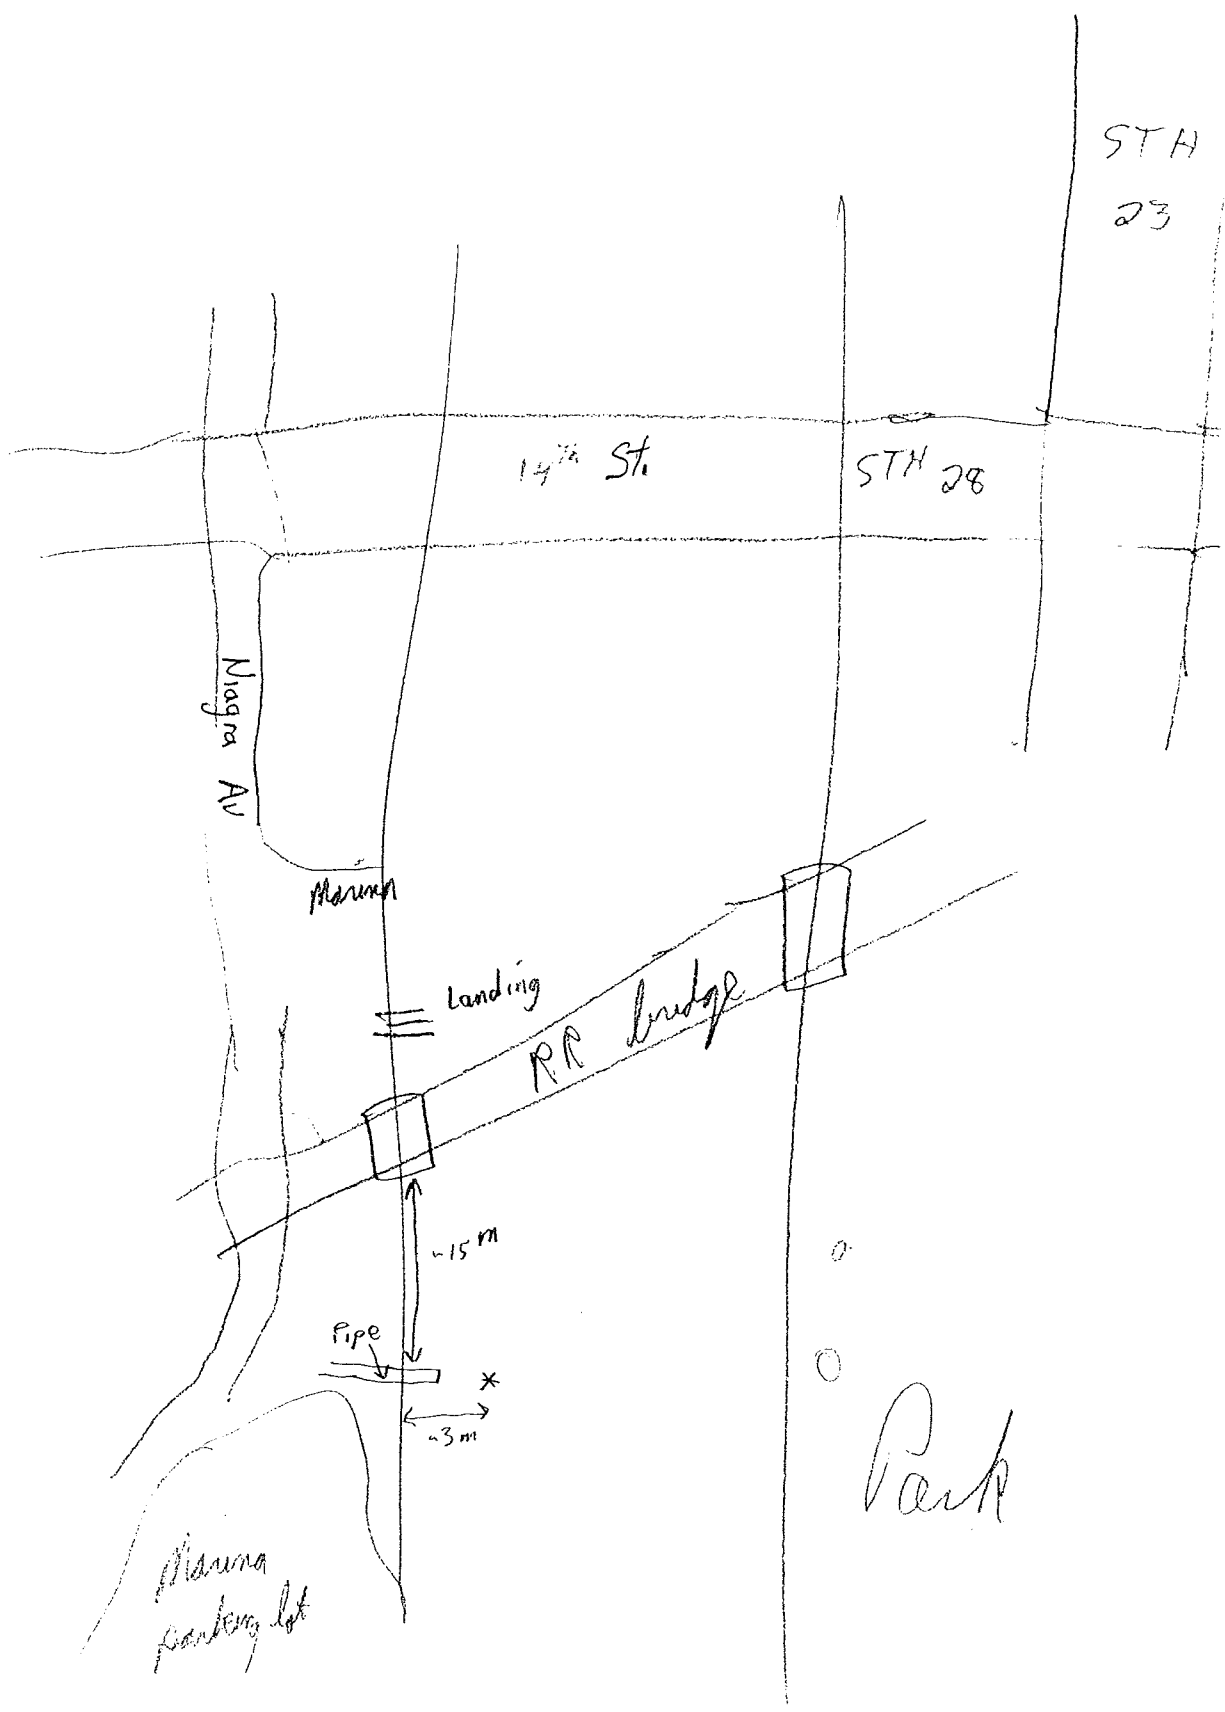 STH
23
14th St.
STH 28
Niagra Av
Marina
Landing
RR bridge
~15 m
Pipe
*
~3 m
Park
Marina
parking lot